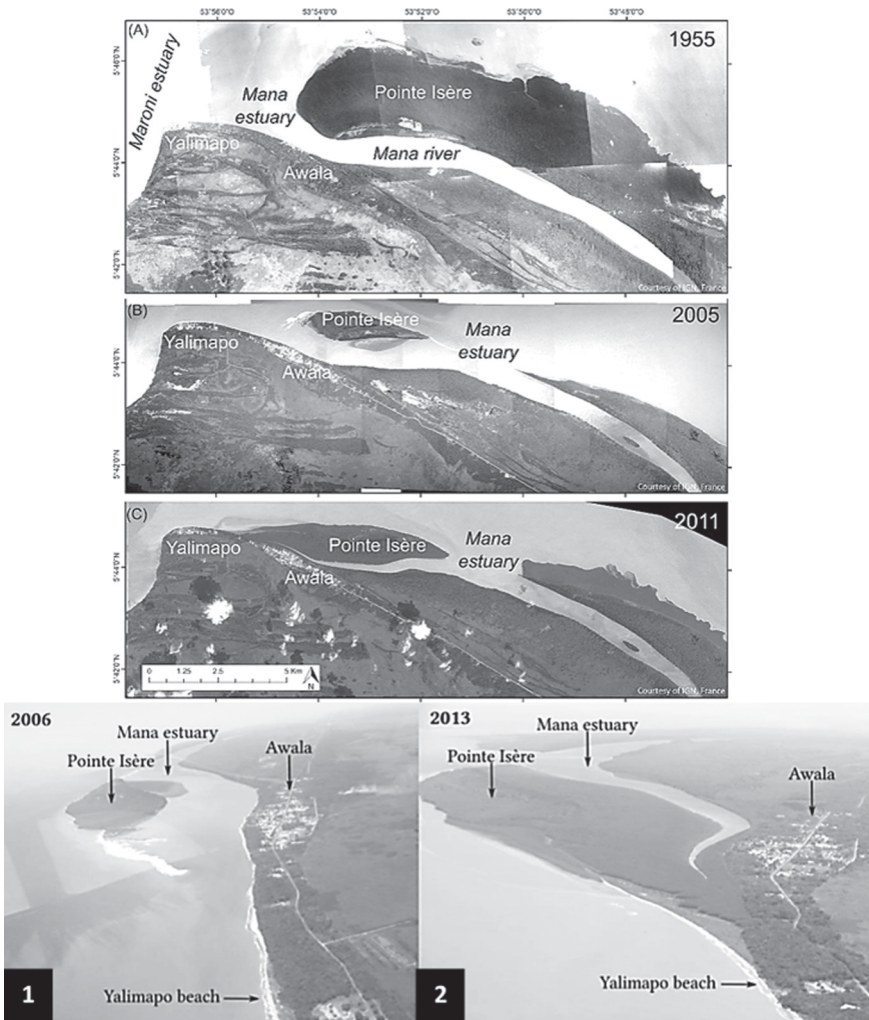 53°56'0"O 53°54'0"O 53°52'0"O 53°50'0"O 53°48'0"O
(A)
1955
5°46'0"N
Maroni estuary
Pointe Isère
Mana
estuary
Yalimapo
Mana river
5°44'0"N
Awala
5°42'0"N
Courtesy of IGN, France
(B)
2005
Pointe Isère
Mana
estuary
Yalimapo
5°44'0"N
Awala
5°42'0"N
Courtesy of IGN, France
(C)
2011
Yalimapo
Pointe Isère
Mana
estuary
5°44'0"N
Awala
5°42'0"N
0 1.25 2.5 5 Km
N
Courtesy of IGN, France
2006
Mana estuary
Pointe Isère
Awala
1
Yalimapo beach
2013
Mana estuary
Pointe Isère
Awala
2
Yalimapo beach